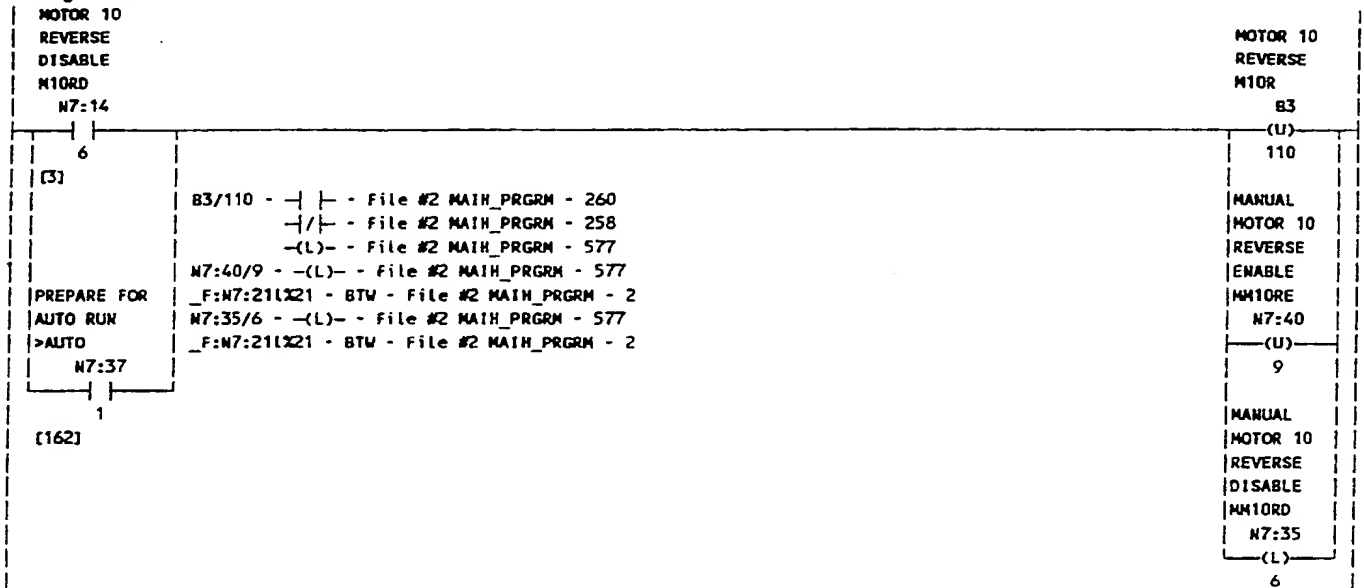 MOTOR 10
REVERSE
DISABLE
M10RD
N7:14
6
[3]
MOTOR 10
REVERSE
M10R
B3
(U)
110
B3/110 - ─┤ ├─ - File #2 MAIN_PRGRM - 260
─┤/├─ - File #2 MAIN_PRGRM - 258
─(L)─ - File #2 MAIN_PRGRM - 577
N7:40/9 - ─(L)─ - File #2 MAIN_PRGRM - 577
_F:N7:21[%21 - BTW - File #2 MAIN_PRGRM - 2
N7:35/6 - ─(L)─ - File #2 MAIN_PRGRM - 577
_F:N7:21[%21 - BTW - File #2 MAIN_PRGRM - 2
PREPARE FOR
AUTO RUN
>AUTO
N7:37
1
[162]
MANUAL
MOTOR 10
REVERSE
ENABLE
MM10RE
N7:40
(U)
9
MANUAL
MOTOR 10
REVERSE
DISABLE
MM10RD
N7:35
(L)
6